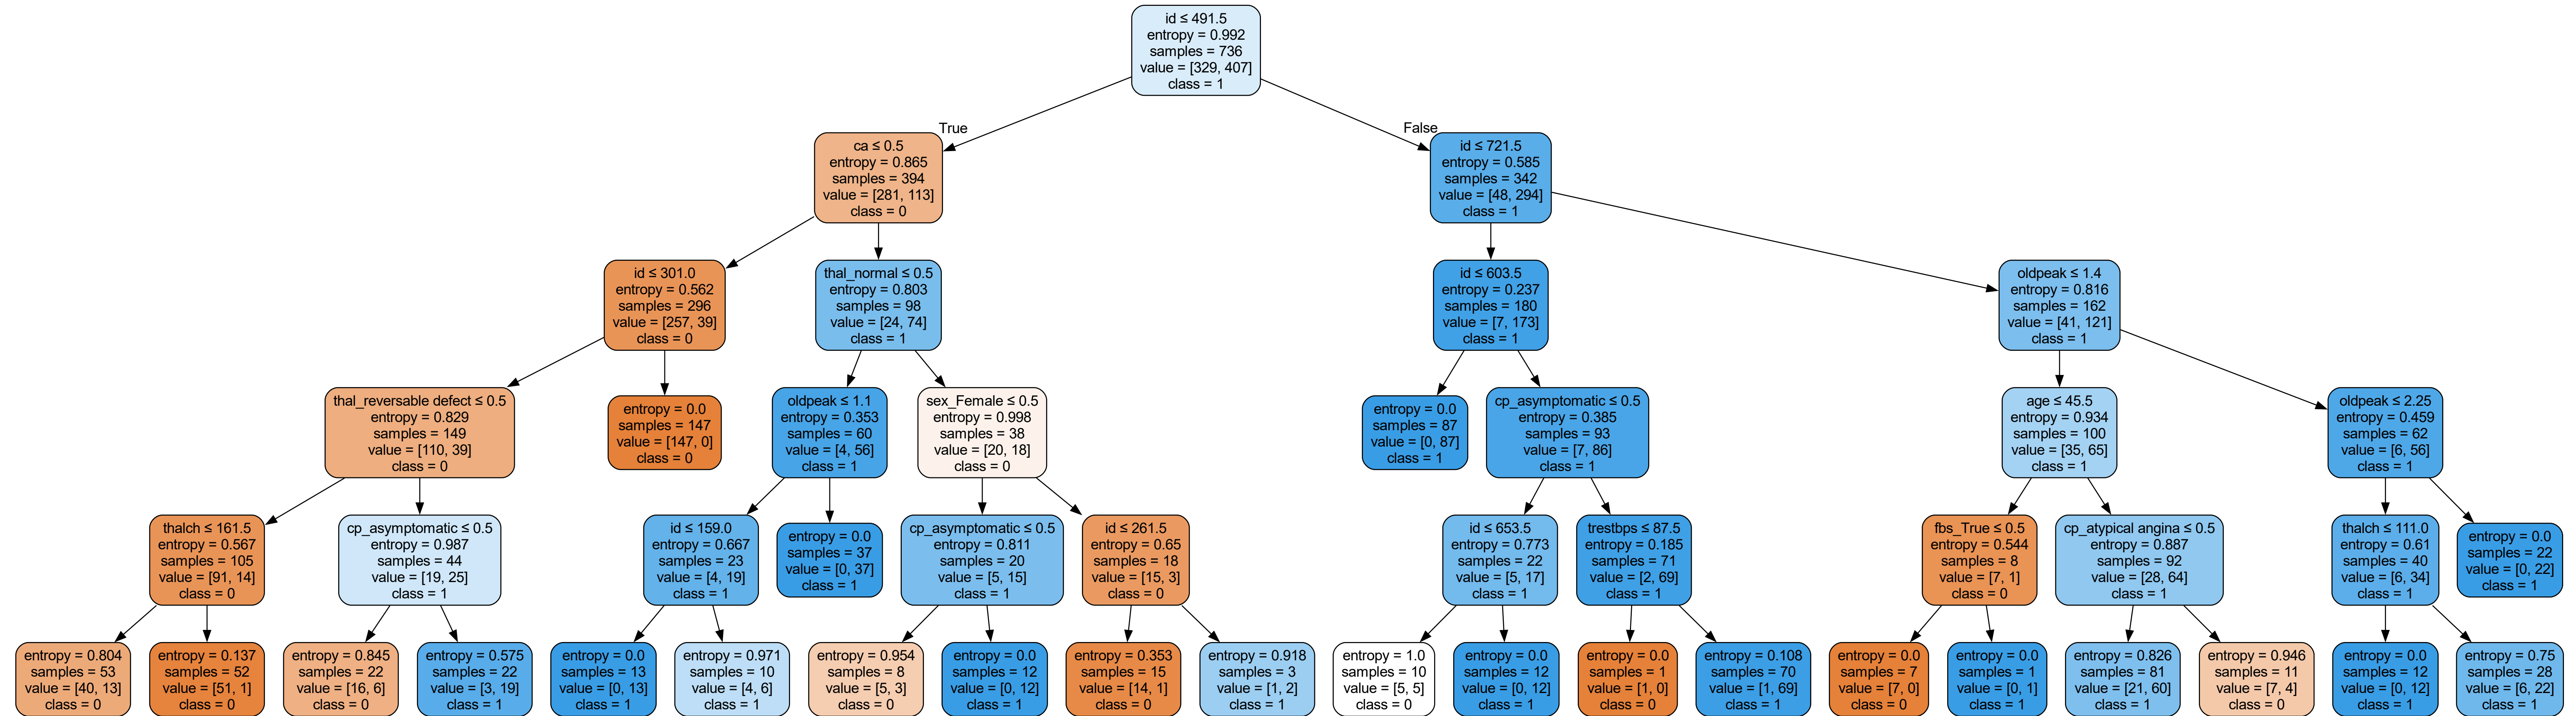 id ≤ 491.5
entropy = 0.992
samples = 736
value = [329, 407]
class = 1
True
False
ca ≤ 0.5
entropy = 0.865
samples = 394
value = [281, 113]
class = 0
id ≤ 721.5
entropy = 0.585
samples = 342
value = [48, 294]
class = 1
id ≤ 301.0
entropy = 0.562
samples = 296
value = [257, 39]
class = 0
thal_normal ≤ 0.5
entropy = 0.803
samples = 98
value = [24, 74]
class = 1
id ≤ 603.5
entropy = 0.237
samples = 180
value = [7, 173]
class = 1
oldpeak ≤ 1.4
entropy = 0.816
samples = 162
value = [41, 121]
class = 1
thal_reversable defect ≤ 0.5
entropy = 0.829
samples = 149
value = [110, 39]
class = 0
entropy = 0.0
samples = 147
value = [147, 0]
class = 0
oldpeak ≤ 1.1
entropy = 0.353
samples = 60
value = [4, 56]
class = 1
sex_Female ≤ 0.5
entropy = 0.998
samples = 38
value = [20, 18]
class = 0
entropy = 0.0
samples = 87
value = [0, 87]
class = 1
cp_asymptomatic ≤ 0.5
entropy = 0.385
samples = 93
value = [7, 86]
class = 1
age ≤ 45.5
entropy = 0.934
samples = 100
value = [35, 65]
class = 1
oldpeak ≤ 2.25
entropy = 0.459
samples = 62
value = [6, 56]
class = 1
thalch ≤ 161.5
entropy = 0.567
samples = 105
value = [91, 14]
class = 0
cp_asymptomatic ≤ 0.5
entropy = 0.987
samples = 44
value = [19, 25]
class = 1
id ≤ 159.0
entropy = 0.667
samples = 23
value = [4, 19]
class = 1
entropy = 0.0
samples = 37
value = [0, 37]
class = 1
cp_asymptomatic ≤ 0.5
entropy = 0.811
samples = 20
value = [5, 15]
class = 1
id ≤ 261.5
entropy = 0.65
samples = 18
value = [15, 3]
class = 0
id ≤ 653.5
entropy = 0.773
samples = 22
value = [5, 17]
class = 1
trestbps ≤ 87.5
entropy = 0.185
samples = 71
value = [2, 69]
class = 1
fbs_True ≤ 0.5
entropy = 0.544
samples = 8
value = [7, 1]
class = 0
cp_atypical angina ≤ 0.5
entropy = 0.887
samples = 92
value = [28, 64]
class = 1
thalch ≤ 111.0
entropy = 0.61
samples = 40
value = [6, 34]
class = 1
entropy = 0.0
samples = 22
value = [0, 22]
class = 1
entropy = 0.804
samples = 53
value = [40, 13]
class = 0
entropy = 0.137
samples = 52
value = [51, 1]
class = 0
entropy = 0.845
samples = 22
value = [16, 6]
class = 0
entropy = 0.575
samples = 22
value = [3, 19]
class = 1
entropy = 0.0
samples = 13
value = [0, 13]
class = 1
entropy = 0.971
samples = 10
value = [4, 6]
class = 1
entropy = 0.954
samples = 8
value = [5, 3]
class = 0
entropy = 0.0
samples = 12
value = [0, 12]
class = 1
entropy = 0.353
samples = 15
value = [14, 1]
class = 0
entropy = 0.918
samples = 3
value = [1, 2]
class = 1
entropy = 1.0
samples = 10
value = [5, 5]
class = 0
entropy = 0.0
samples = 12
value = [0, 12]
class = 1
entropy = 0.0
samples = 1
value = [1, 0]
class = 0
entropy = 0.108
samples = 70
value = [1, 69]
class = 1
entropy = 0.0
samples = 7
value = [7, 0]
class = 0
entropy = 0.0
samples = 1
value = [0, 1]
class = 1
entropy = 0.826
samples = 81
value = [21, 60]
class = 1
entropy = 0.946
samples = 11
value = [7, 4]
class = 0
entropy = 0.0
samples = 12
value = [0, 12]
class = 1
entropy = 0.75
samples = 28
value = [6, 22]
class = 1